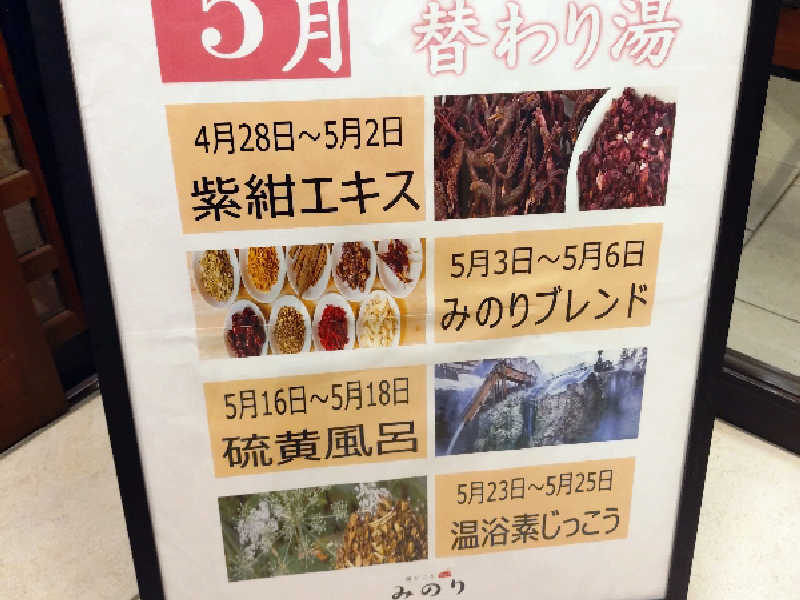 5月 替わり湯
4月28日～5月2日
紫紺エキス
5月3日～5月6日
みのりブレンド
5月16日～5月18日
硫黄風呂
5月23日～5月25日
温浴素じっこう
みのり